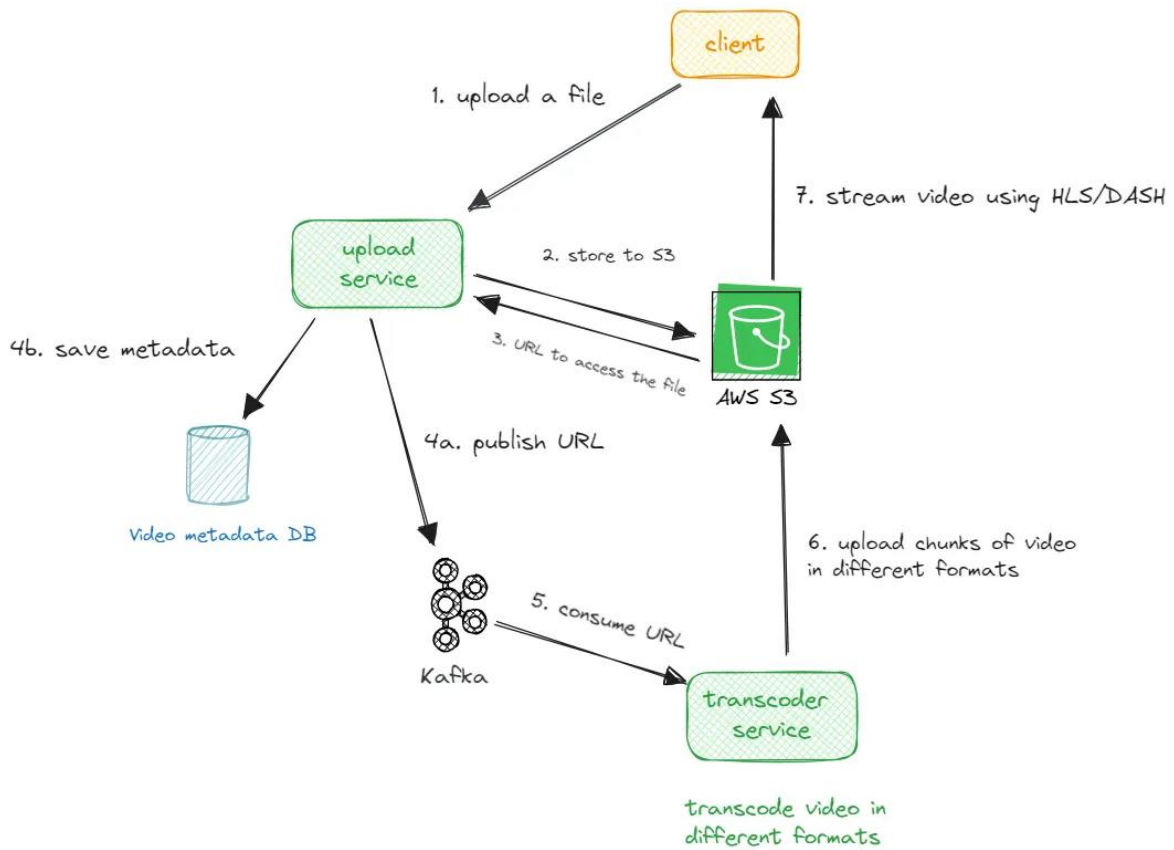 client
1. upload a file
7. stream video using HLS/DASH
upload
service
2. store to S3
3. URL to access the file
AWS S3
4b. save metadata
4a. publish URL
Video metadata DB
6. upload chunks of video
in different formats
5. consume URL
Kafka
transcoder
service
transcode video in
different formats